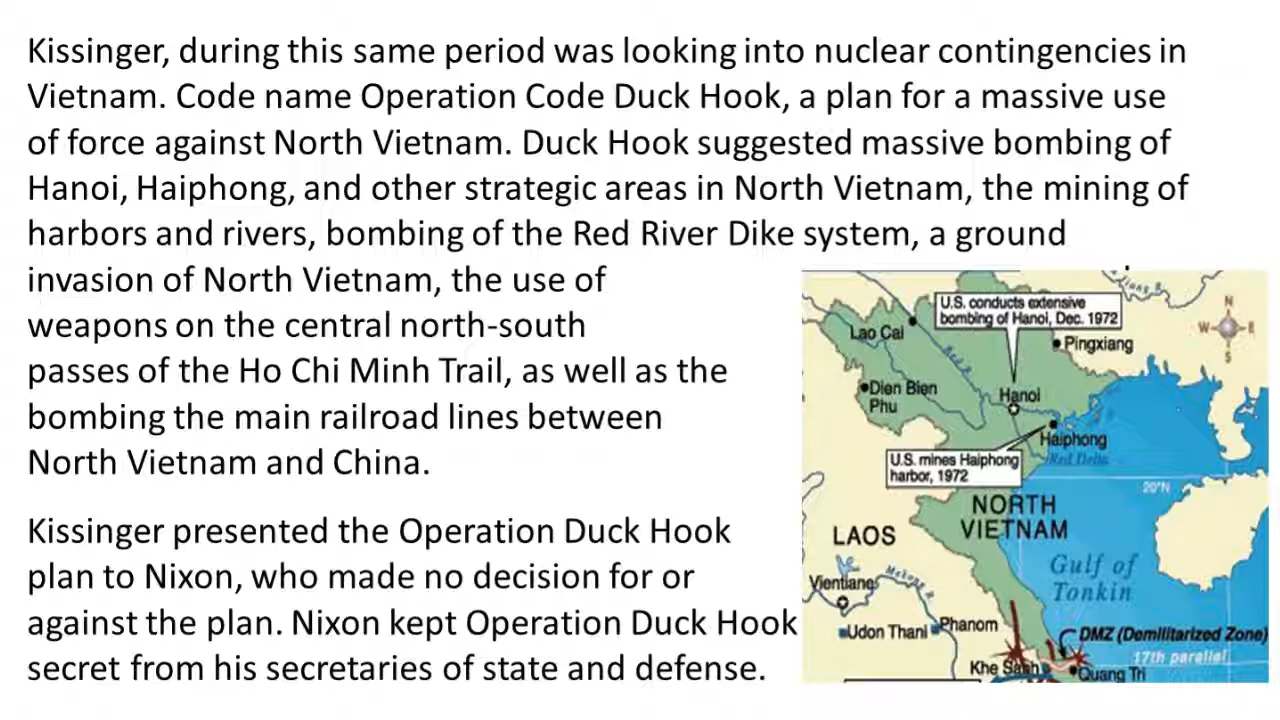 Kissinger, during this same period was looking into nuclear contingencies in
Vietnam. Code name Operation Code Duck Hook, a plan for a massive use
of force against North Vietnam. Duck Hook suggested massive bombing of
Hanoi, Haiphong, and other strategic areas in North Vietnam, the mining of
harbors and rivers, bombing of the Red River Dike system, a ground
invasion of North Vietnam, the use of
weapons on the central north-south
passes of the Ho Chi Minh Trail, as well as the
bombing the main railroad lines between
North Vietnam and China.
Kissinger presented the Operation Duck Hook
plan to Nixon, who made no decision for or
against the plan. Nixon kept Operation Duck Hook
secret from his secretaries of state and defense.
U.S. conducts extensive
bombing of Hanoi, Dec. 1972
N
W E
S
Lao Cai
Red R.
Pingxiang
Dien Bien
Phu
Hanoi
Haiphong
Red Delta
U.S. mines Haiphong
harbor, 1972
20°N
NORTH
VIETNAM
LAOS
Gulf of
Tonkin
Vientiane
Mekong R.
Udon Thani
Phanom
DMZ (Demilitarized Zone)
17th parallel
Khe Sanh
Quang Tri